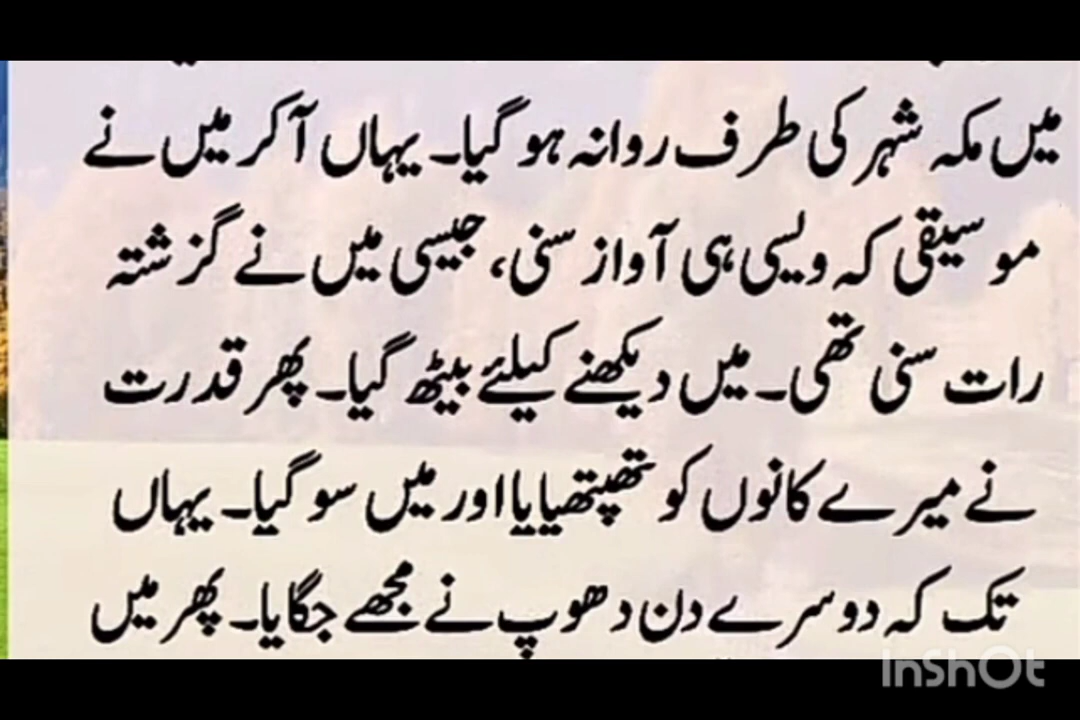 میں مکہ شہر کی طرف روانہ ہو گیا۔ یہاں آ کر میں نے
موسیقی کہ ویسی ہی آواز سنی، جیسی میں نے گزشتہ
رات سنی تھی۔ میں دیکھنے کیلئے بیٹھ گیا۔ پھر قدرت
نے میرے کانوں کو تھپتھپایا اور میں سو گیا۔ یہاں
تک کہ دوسرے دن دھوپ نے مجھے جگایا۔ پھر میں
InShOt